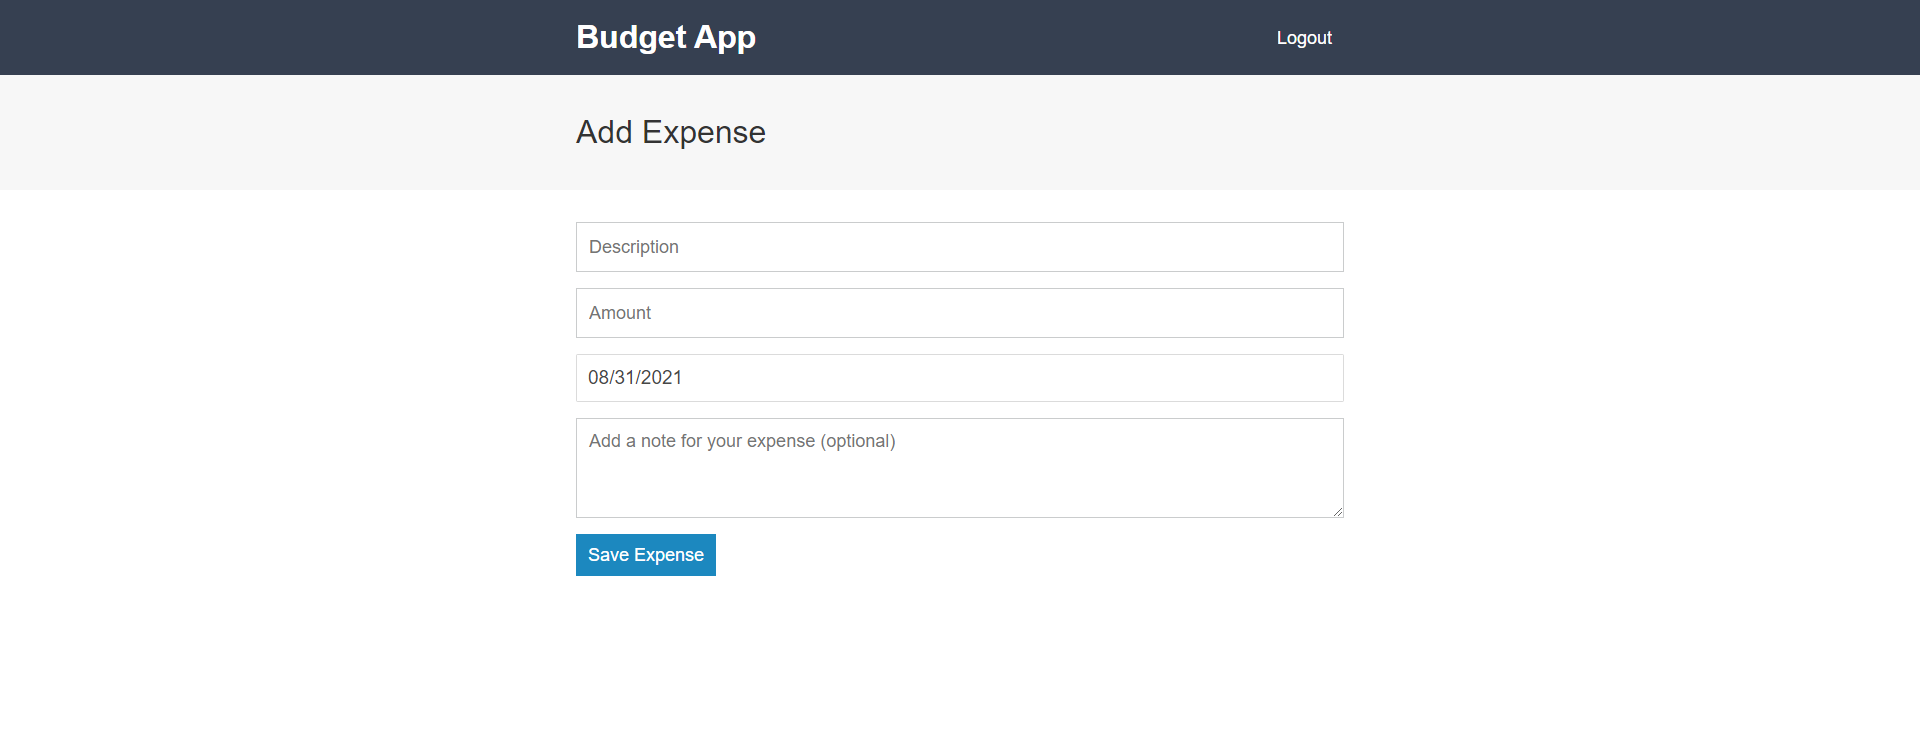 Budget App
Logout
Add Expense
Description
Amount
08/31/2021
Add a note for your expense (optional)
Save Expense